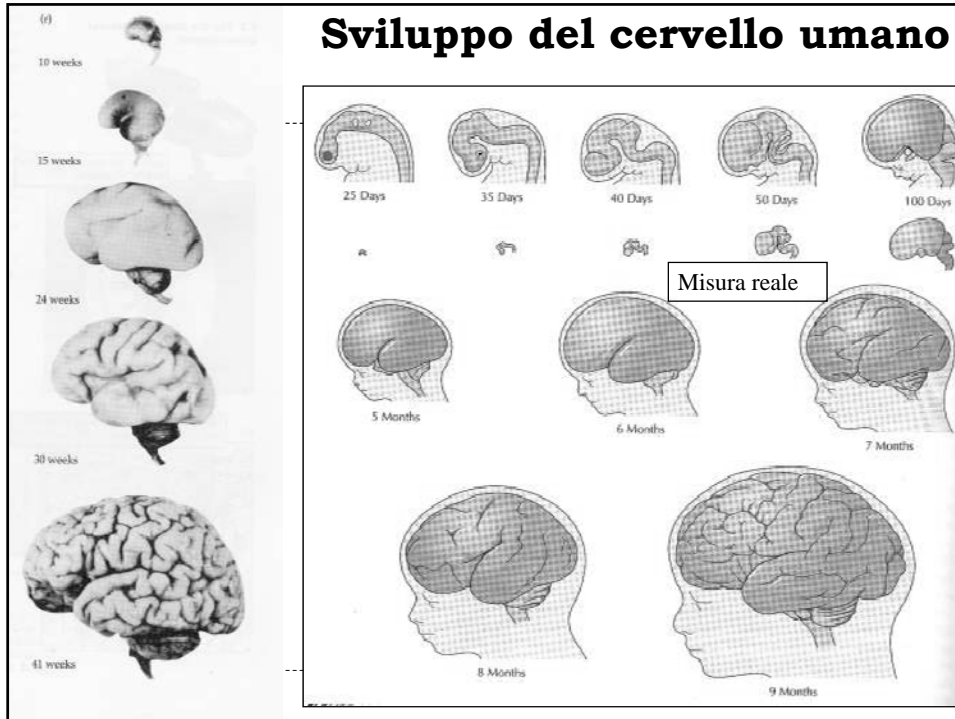 Sviluppo del cervello umano
10 weeks
15 weeks
24 weeks
30 weeks
41 weeks
25 Days
35 Days
40 Days
50 Days
100 Days
Misura reale
5 Months
6 Months
7 Months
8 Months
9 Months